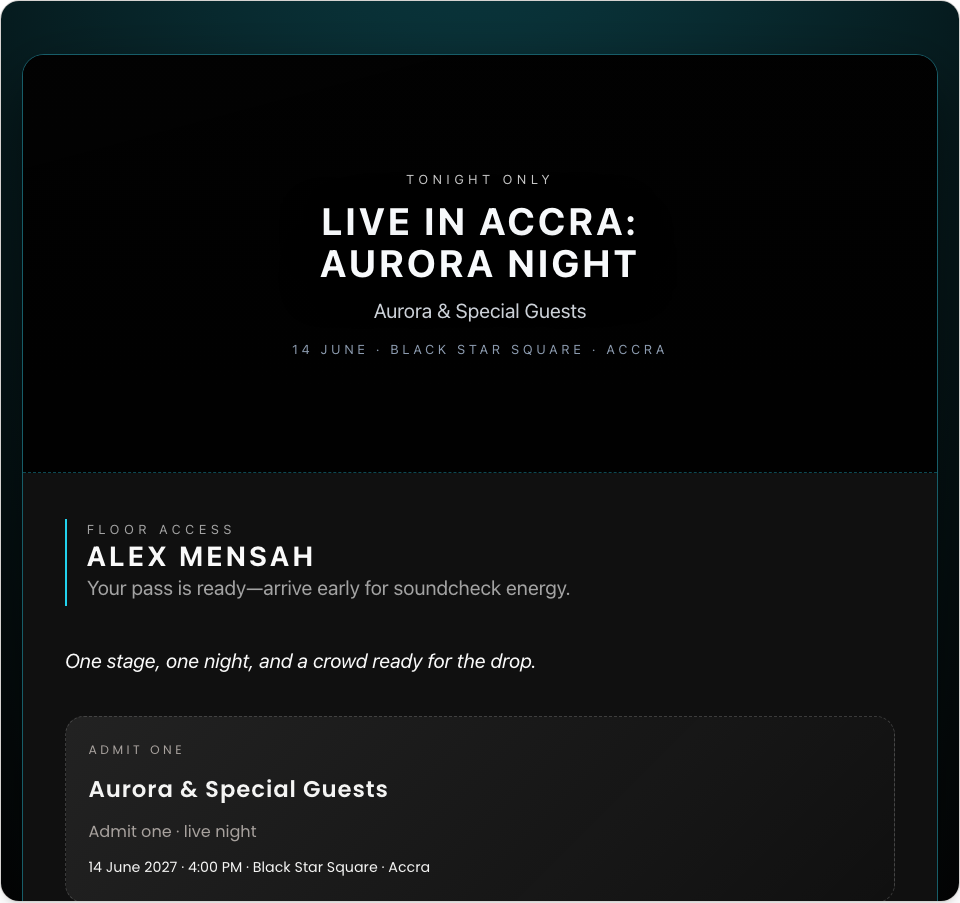 TONIGHT ONLY
LIVE IN ACCRA:
AURORA NIGHT
Aurora & Special Guests
14 JUNE · BLACK STAR SQUARE · ACCRA
FLOOR ACCESS
ALEX MENSAH
Your pass is ready—arrive early for soundcheck energy.
One stage, one night, and a crowd ready for the drop.
ADMIT ONE
Aurora & Special Guests
Admit one · live night
14 June 2027 · 4:00 PM · Black Star Square · Accra